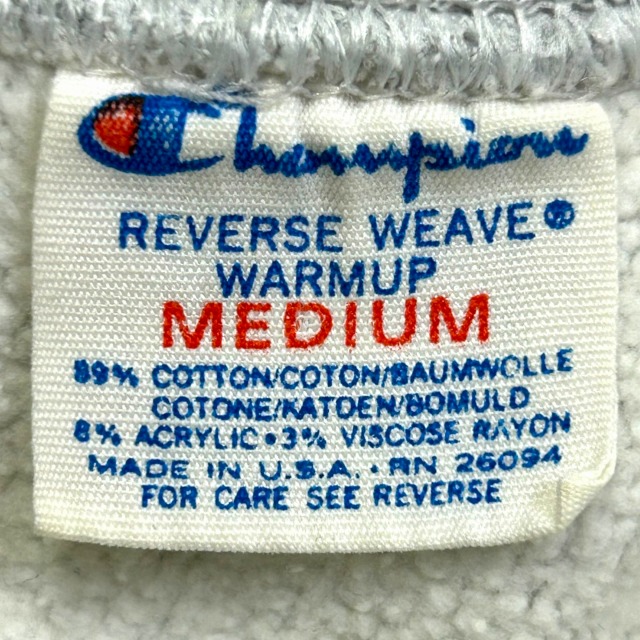 Champion
REVERSE WEAVE®
WARMUP
MEDIUM
89% COTTON/COTON/BAUMWOLLE
COTONE/KATOEN/BOMULD
8% ACRYLIC•3% VISCOSE RAYON
MADE IN U.S.A.•RN 26094
FOR CARE SEE REVERSE